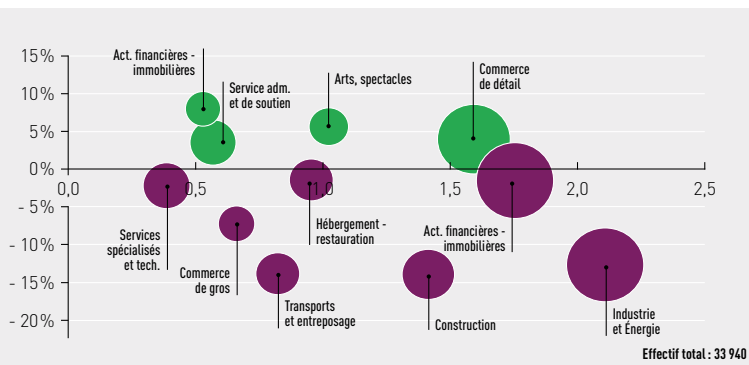 15%
10%
5%
0%
- 5%
- 10%
- 15%
- 20%
0,0
0,5
1,0
1,5
2,0
2,5
Act. financières -
immobilières
Service adm.
et de soutien
Arts, spectacles
Commerce
de détail
Services
spécialisés
et tech.
Commerce
de gros
Transports
et entreposage
Hébergement -
restauration
Act. financières -
immobilières
Construction
Industrie
et Énergie
Effectif total : 33 940